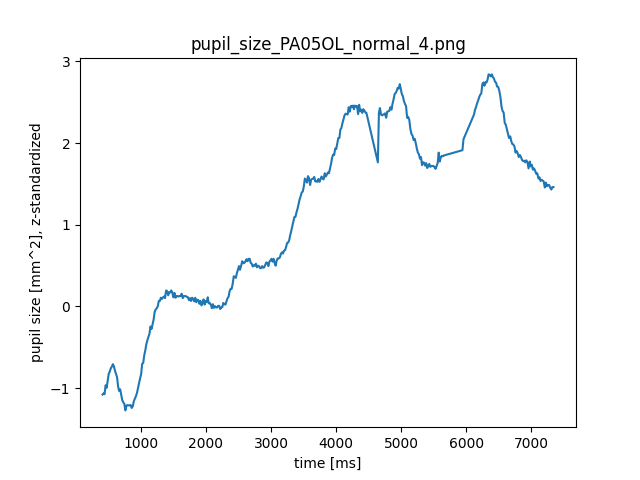 pupil_size_PA05OL_normal_4.png
3
2
1
0
−1
pupil size [mm^2], z-standardized
1000 2000 3000 4000 5000 6000 7000
time [ms]